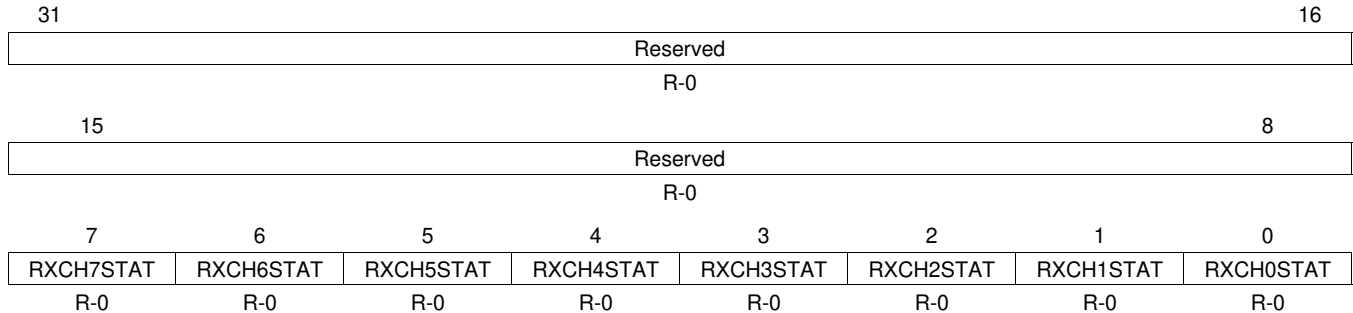 31 16
Reserved
R-0
15 8
Reserved
R-0
7 6 5 4 3 2 1 0
RXCH7STAT RXCH6STAT RXCH5STAT RXCH4STAT RXCH3STAT RXCH2STAT RXCH1STAT RXCH0STAT
R-0 R-0 R-0 R-0 R-0 R-0 R-0 R-0